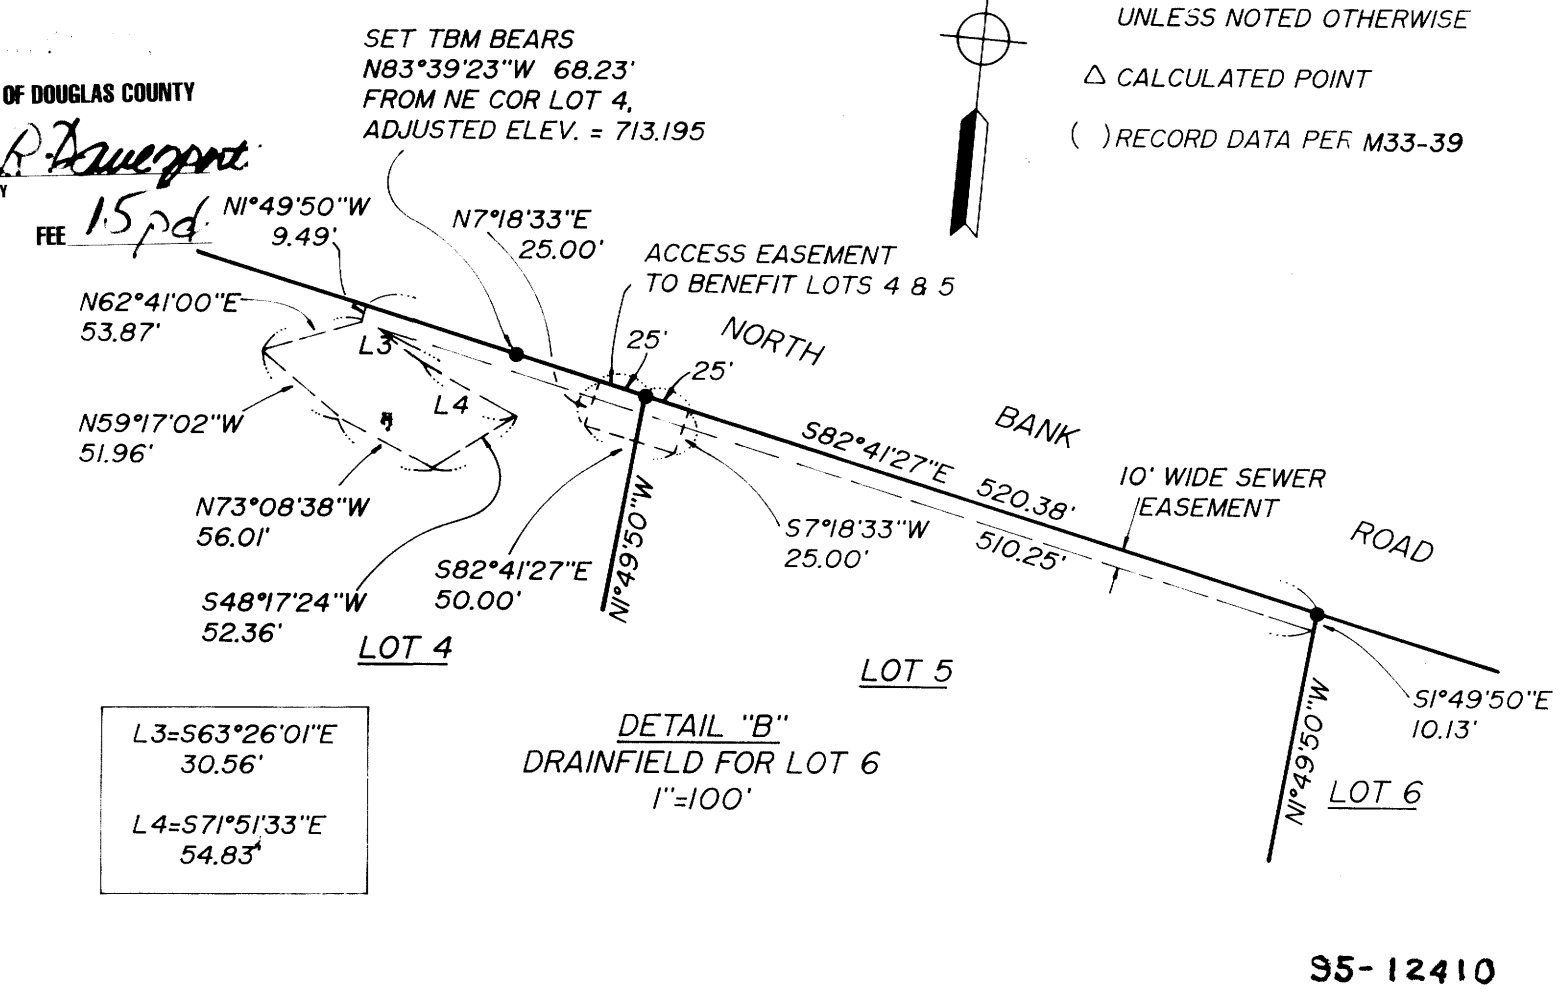 UNLESS NOTED OTHERWISE
△ CALCULATED POINT
( ) RECORD DATA PER M33-39
OF DOUGLAS COUNTY
R. Davenport
Y
FEE 15 pd.
SET TBM BEARS
N83°39'23"W 68.23'
FROM NE COR LOT 4,
ADJUSTED ELEV. = 713.195
N1°49'50"W
9.49'
N7°18'33"E
25.00'
ACCESS EASEMENT
TO BENEFIT LOTS 4 & 5
N62°41'00"E
53.87'
L3
L4
25'
25'
NORTH
BANK
ROAD
N59°17'02"W
51.96'
S82°41'27"E 520.38'
510.25'
10' WIDE SEWER
EASEMENT
N73°08'38"W
56.01'
S7°18'33"W
25.00'
S82°41'27"E
50.00'
N1°49'50"W
S48°17'24"W
52.36'
LOT 4
LOT 5
S1°49'50"E
10.13'
N1°49'50"W
LOT 6
L3=S63°26'01"E
30.56'
L4=S71°51'33"E
54.83'
DETAIL "B"
DRAINFIELD FOR LOT 6
1"=100'
95-12410